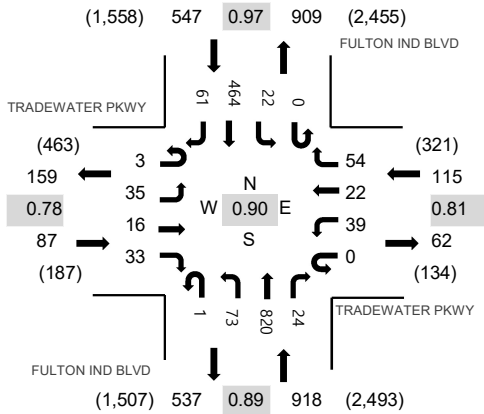 (1,558) 547 0.97 909 (2,455)
FULTON IND BLVD
61 464 22 0
TRADEWATER PKWY
(463) (321)
159 3 54 115
35 N 22
0.78 W 0.90 E 0.81
16 S 39
87 33 0 62
(187) (134)
1 73 820 24
TRADEWATER PKWY
FULTON IND BLVD
(1,507) 537 0.89 918 (2,493)